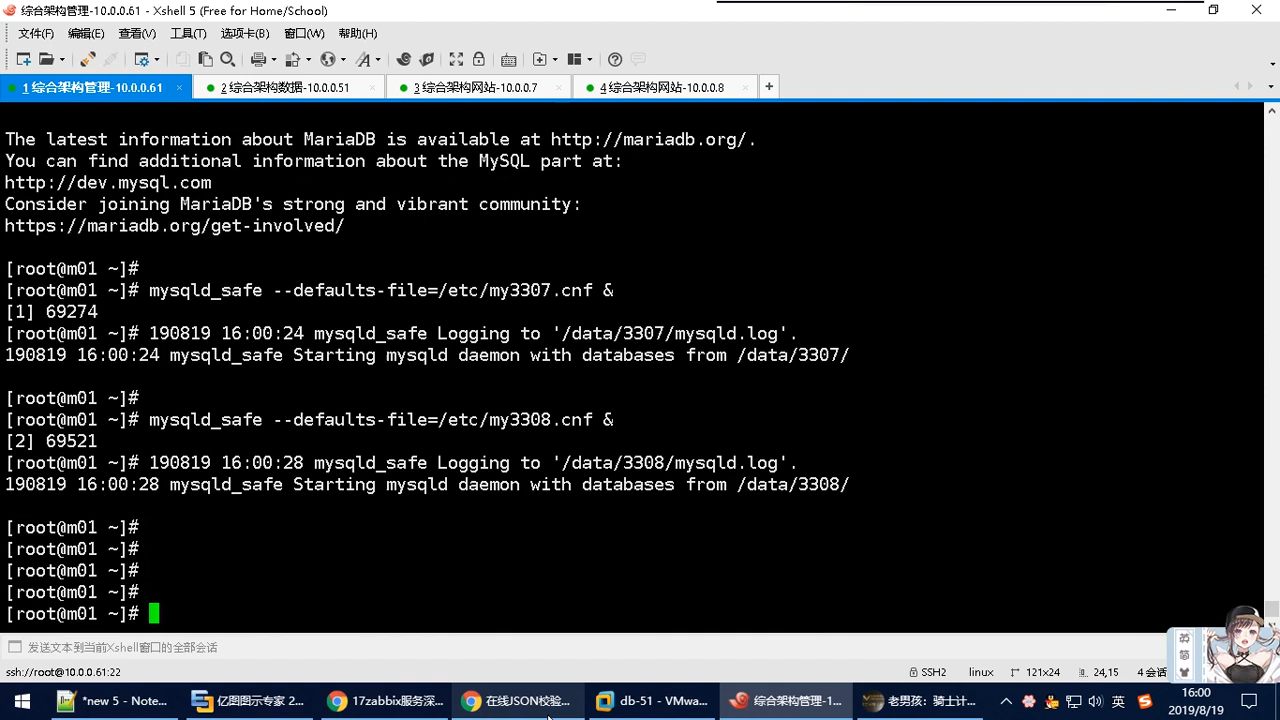 综合架构管理-10.0.0.61 - Xshell 5 (Free for Home/School)
文件(F) 编辑(E) 查看(V) 工具(T) 选项卡(B) 窗口(W) 帮助(H)
1 综合架构管理-10.0.0.61 × 2 综合架构数据-10.0.0.51 × 3 综合架构网站-10.0.0.7 × 4 综合架构网站-10.0.0.8 × +
The latest information about MariaDB is available at http://mariadb.org/.
You can find additional information about the MySQL part at:
http://dev.mysql.com
Consider joining MariaDB's strong and vibrant community:
https://mariadb.org/get-involved/
[root@m01 ~]#
[root@m01 ~]# mysqld_safe --defaults-file=/etc/my3307.cnf &
[1] 69274
[root@m01 ~]# 190819 16:00:24 mysqld_safe Logging to '/data/3307/mysqld.log'.
190819 16:00:24 mysqld_safe Starting mysqld daemon with databases from /data/3307/
[root@m01 ~]#
[root@m01 ~]# mysqld_safe --defaults-file=/etc/my3308.cnf &
[2] 69521
[root@m01 ~]# 190819 16:00:28 mysqld_safe Logging to '/data/3308/mysqld.log'.
190819 16:00:28 mysqld_safe Starting mysqld daemon with databases from /data/3308/
[root@m01 ~]#
[root@m01 ~]#
[root@m01 ~]#
[root@m01 ~]#
[root@m01 ~]#
发送文本到当前Xshell窗口的全部会话
英
简
ssh://root@10.0.0.61:22 SSH2 linux 121x24 24,15 4 会话
*new 5 - Note... 亿图图示专家 2... 17zabbix服务深... 在线JSON校验... db-51 - VMwa... 综合架构管理-1... 老男孩: 骑士计... 英 16:00
2019/8/19